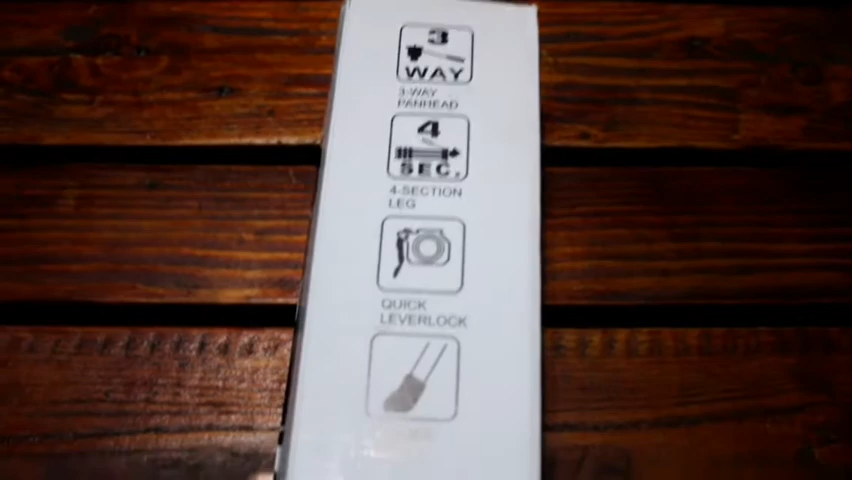 3
WAY
3-WAY
PANHEAD
4
SEC.
4-SECTION
LEG
QUICK
LEVERLOCK